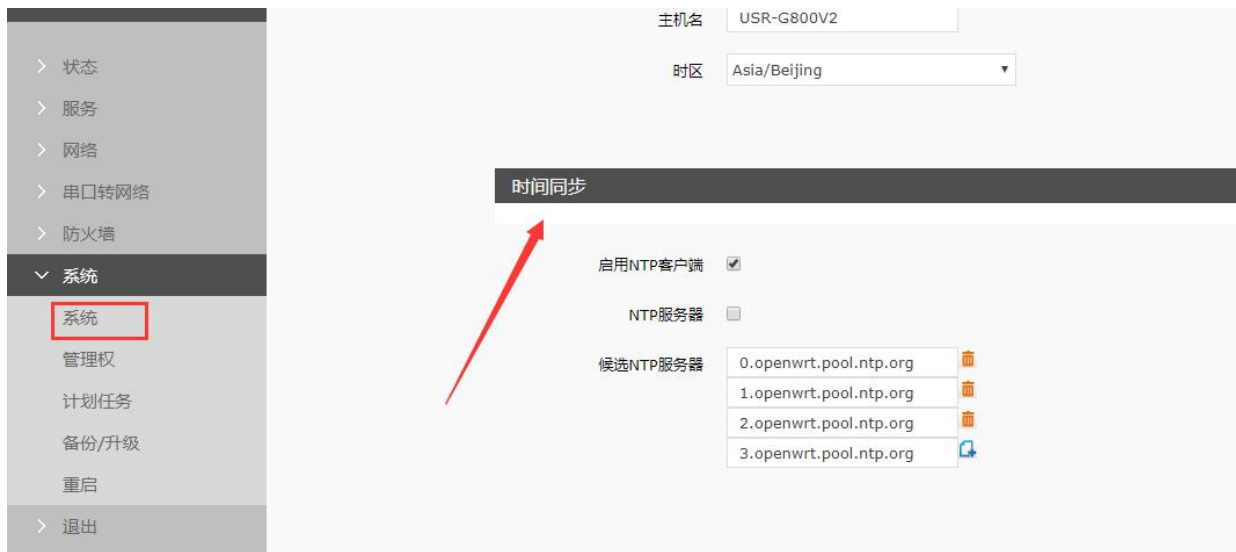 主机名 USR-G800V2
时区 Asia/Beijing
状态
服务
网络
串口转网络
防火墙
系统
系统
管理权
计划任务
备份/升级
重启
退出
时间同步
启用NTP客户端
NTP服务器
候选NTP服务器 0.openwrt.pool.ntp.org
1.openwrt.pool.ntp.org
2.openwrt.pool.ntp.org
3.openwrt.pool.ntp.org